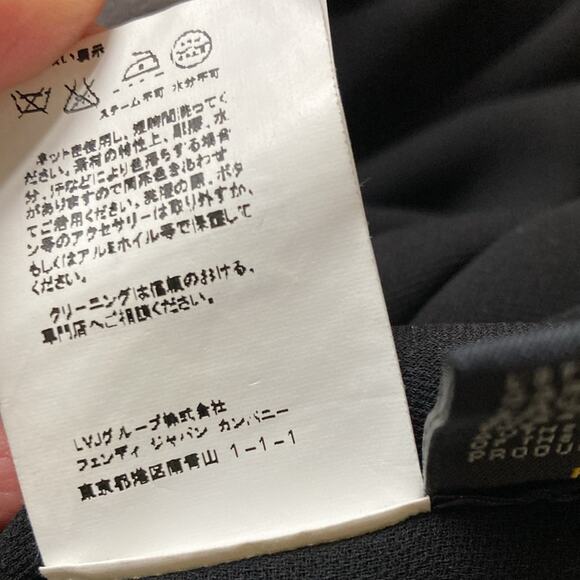 い表示
スチーム不可 水分不可
ネット ご使用し、短時間洗って
ください。素材の特性上、摩擦、水
分、汗などにより色落ちする場合
がありますので同系色を合わせ
てご着用ください。洗濯の際、ボタ
ン等のアクセサリーは取り外すか、
もしくはアルミホイル等で保護して
ください。
クリーニングは信頼のおける、
専門店へご相談ください。
LVJグループ株式会社
フェンディ ジャパン カンパニー
東京都港区南青山 1-1-1
OF THE
PRODU